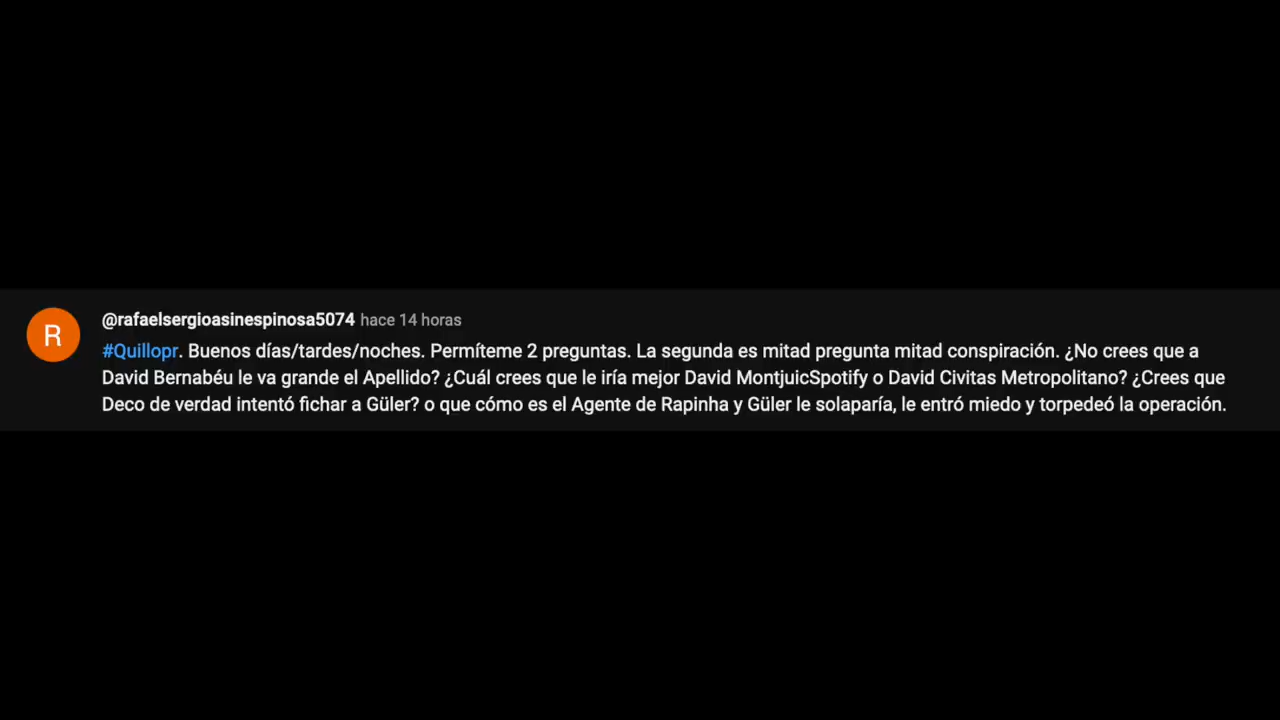 R
@rafaelsergioasinespinosa5074 hace 14 horas
#Quillopr. Buenos días/tardes/noches. Permíteme 2 preguntas. La segunda es mitad pregunta mitad conspiración. ¿No crees que a
David Bernabéu le va grande el Apellido? ¿Cuál crees que le iría mejor David MontjuicSpotify o David Civitas Metropolitano? ¿Crees que
Deco de verdad intentó fichar a Güler? o que cómo es el Agente de Rapinha y Güler le solaparía, le entró miedo y torpedeó la operación.